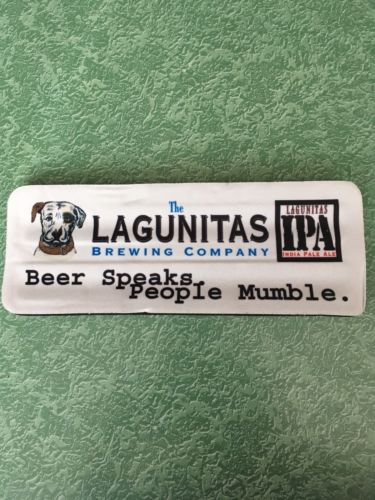 The
LAGUNITAS
BREWING COMPANY
LAGUNITAS
IPA
INDIA PALE ALE
Beer Speaks,
People Mumble.